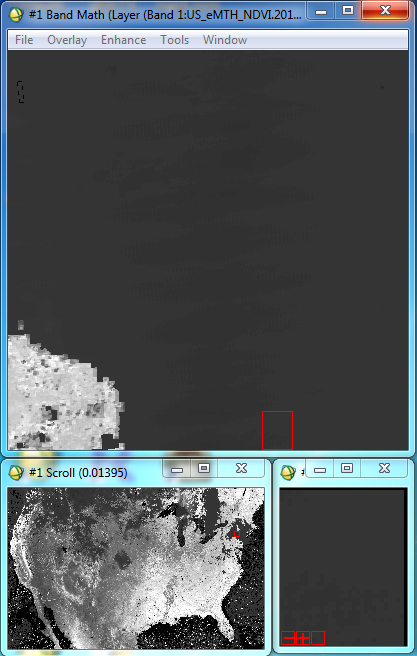 #1 Band Math (Layer (Band 1:US_eMTH_NDVI.201...
File Overlay Enhance Tools Window
#1 Scroll (0.01395)